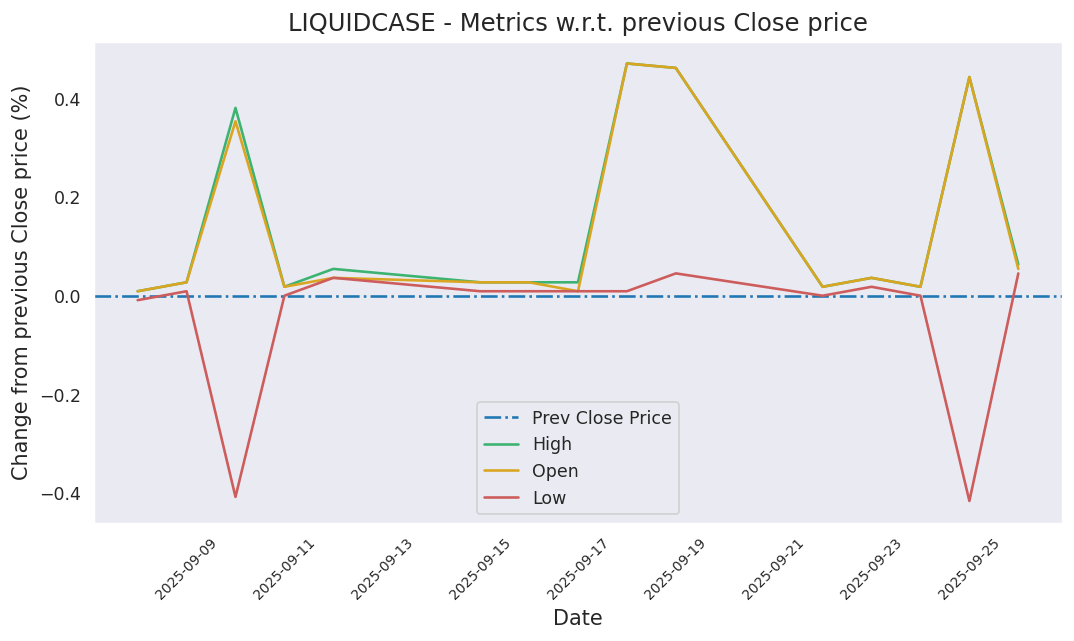 LIQUIDCASE - Metrics w.r.t. previous Close price
Change from previous Close price (%)
0.4
0.2
0.0
−0.2
−0.4
Prev Close Price
High
Open
Low
2025-09-09
2025-09-11
2025-09-13
2025-09-15
2025-09-17
2025-09-19
2025-09-21
2025-09-23
2025-09-25
Date